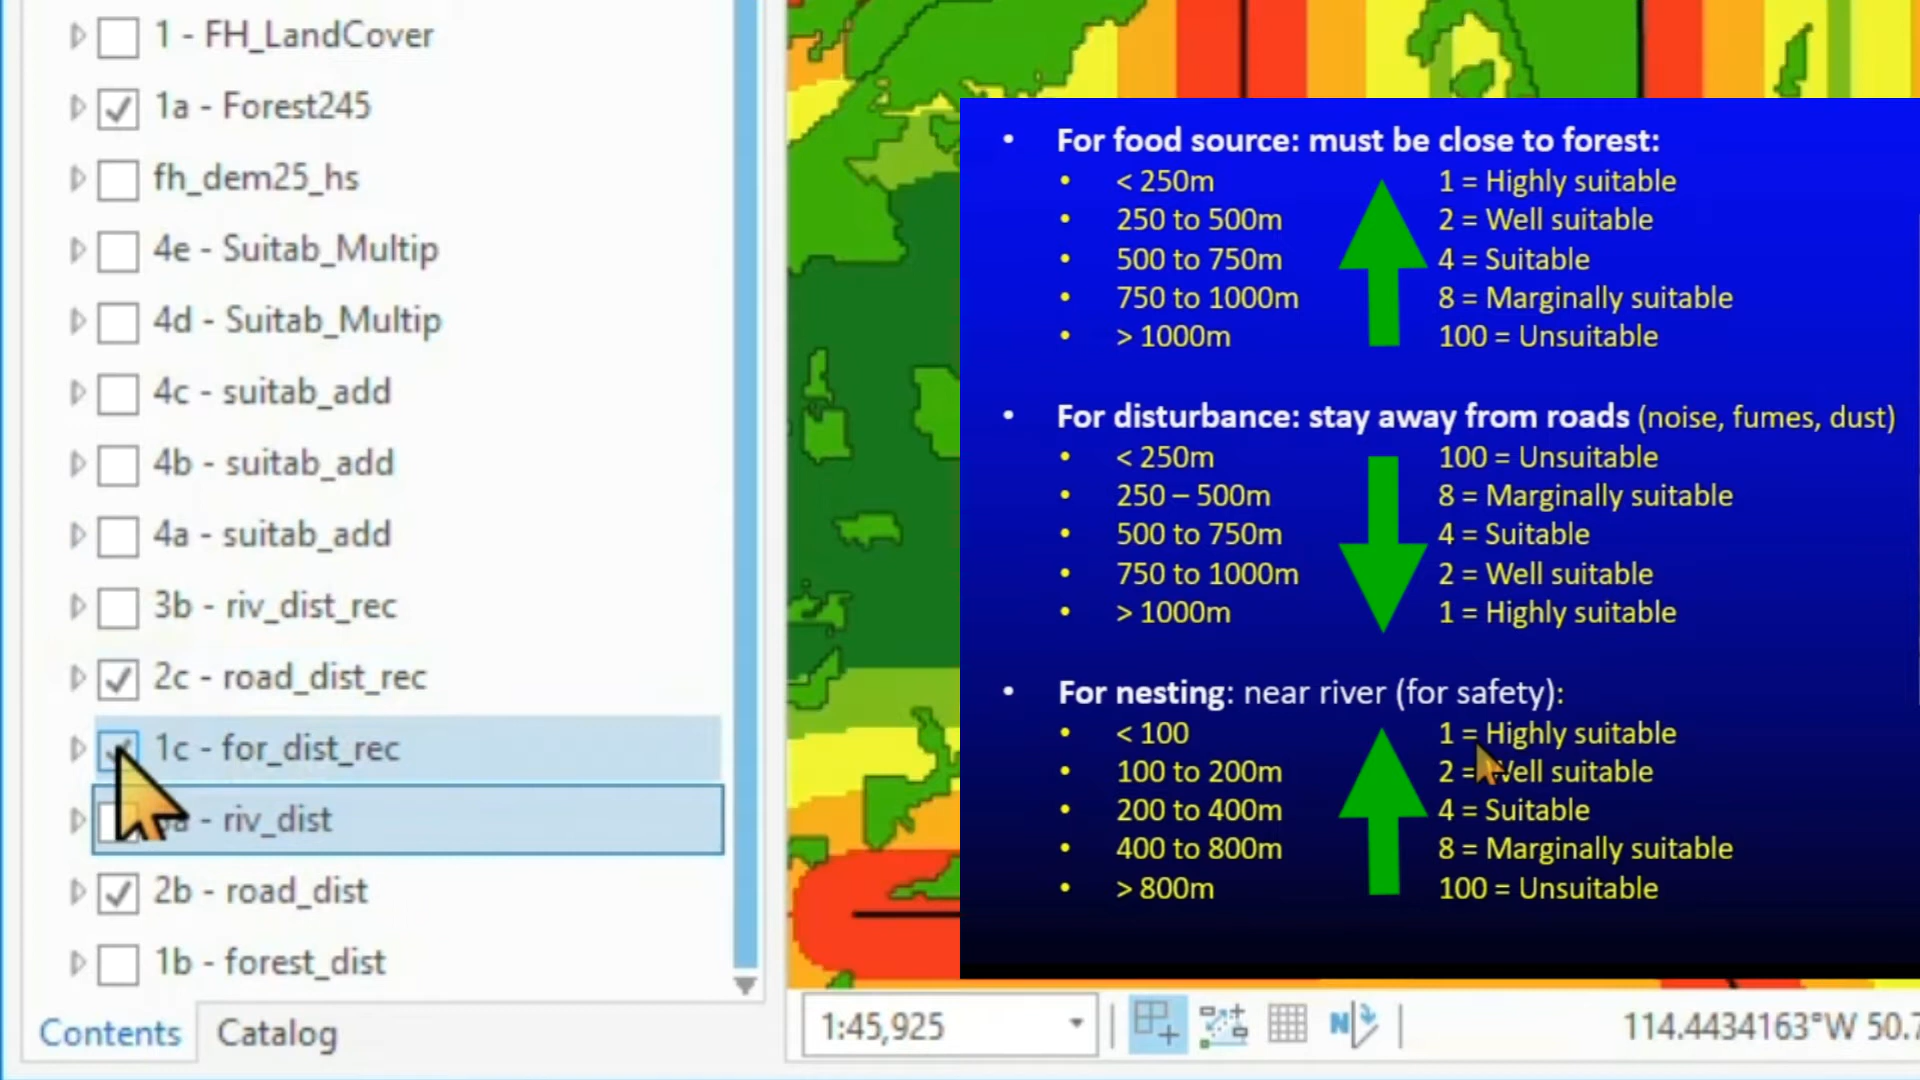 1 - FH_LandCover
1a - Forest245
fh_dem25_hs
4e - Suitab_Multip
4d - Suitab_Multip
4c - suitab_add
4b - suitab_add
4a - suitab_add
3b - riv_dist_rec
2c - road_dist_rec
1c - for_dist_rec
- riv_dist
2b - road_dist
1b - forest_dist
Contents
Catalog
• For food source: must be close to forest:
• < 250m 1 = Highly suitable
• 250 to 500m 2 = Well suitable
• 500 to 750m 4 = Suitable
• 750 to 1000m 8 = Marginally suitable
• > 1000m 100 = Unsuitable
• For disturbance: stay away from roads (noise, fumes, dust)
• < 250m 100 = Unsuitable
• 250 – 500m 8 = Marginally suitable
• 500 to 750m 4 = Suitable
• 750 to 1000m 2 = Well suitable
• > 1000m 1 = Highly suitable
• For nesting: near river (for safety):
• < 100 1 = Highly suitable
• 100 to 200m 2 = Well suitable
• 200 to 400m 4 = Suitable
• 400 to 800m 8 = Marginally suitable
• > 800m 100 = Unsuitable
1:45,925
N
114.4434163°W 50.7